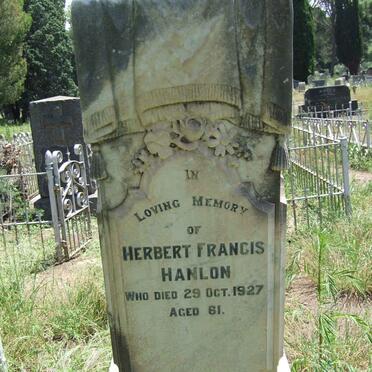 IN
LOVING MEMORY
OF
HERBERT FRANCIS
HANLON
WHO DIED 29 OCT. 1927
AGED 61.